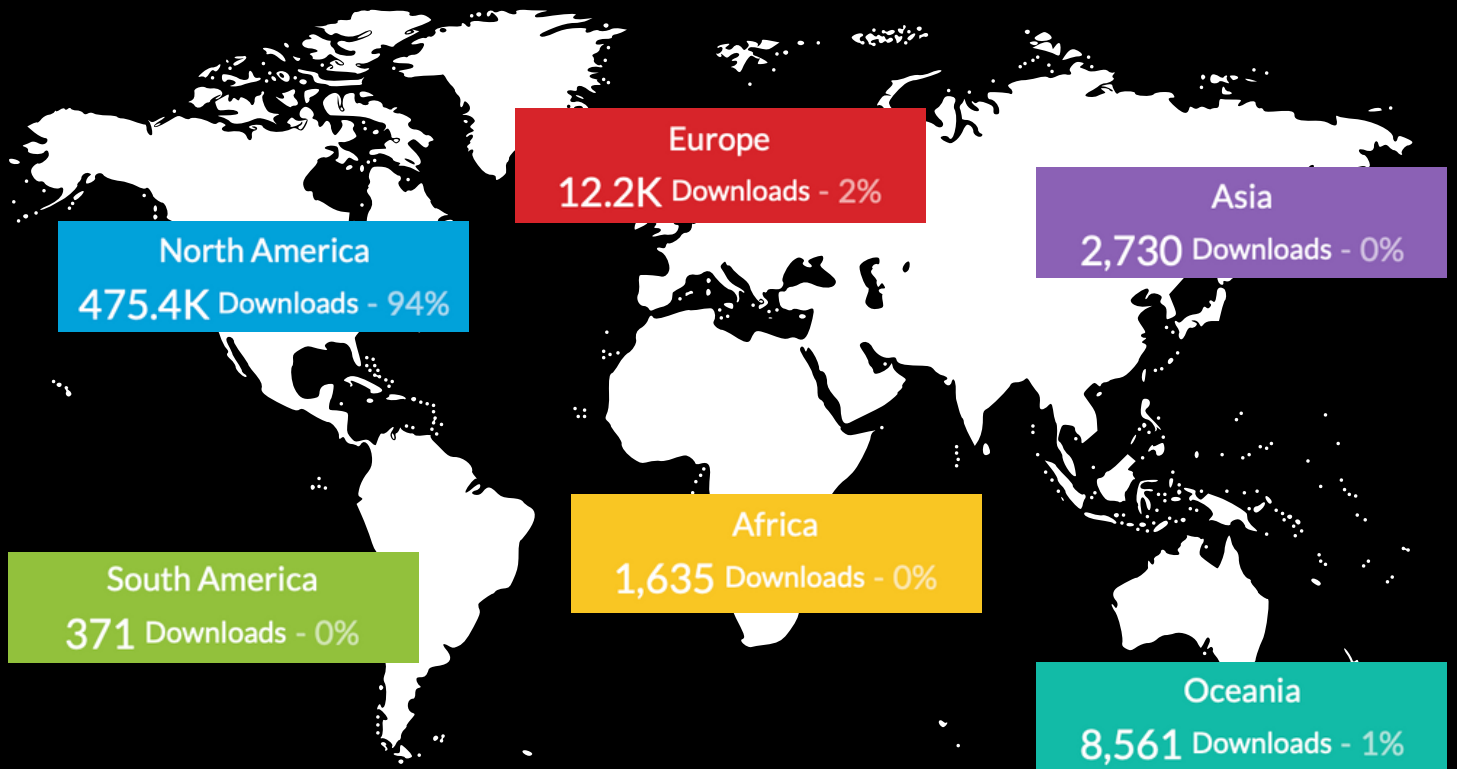 Europe
12.2K Downloads - 2%
Asia
2,730 Downloads - 0%
North America
475.4K Downloads - 94%
Africa
1,635 Downloads - 0%
South America
371 Downloads - 0%
Oceania
8,561 Downloads - 1%